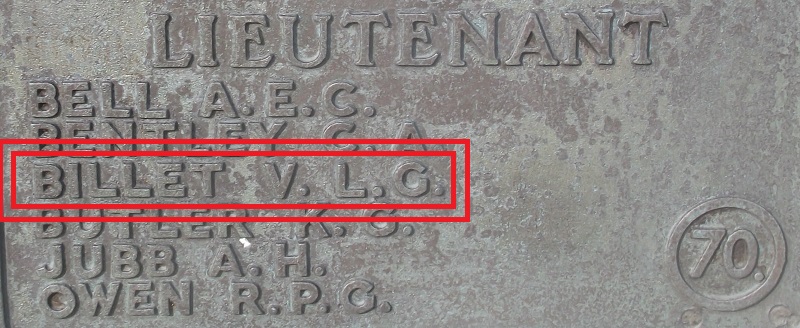 LIEUTENANT
BELL A.E.C.
BENTLEY C.A.
BILLET V.L.G.
BUTLER K.G.
JUBB A.H.
OWEN R.P.G.
70.